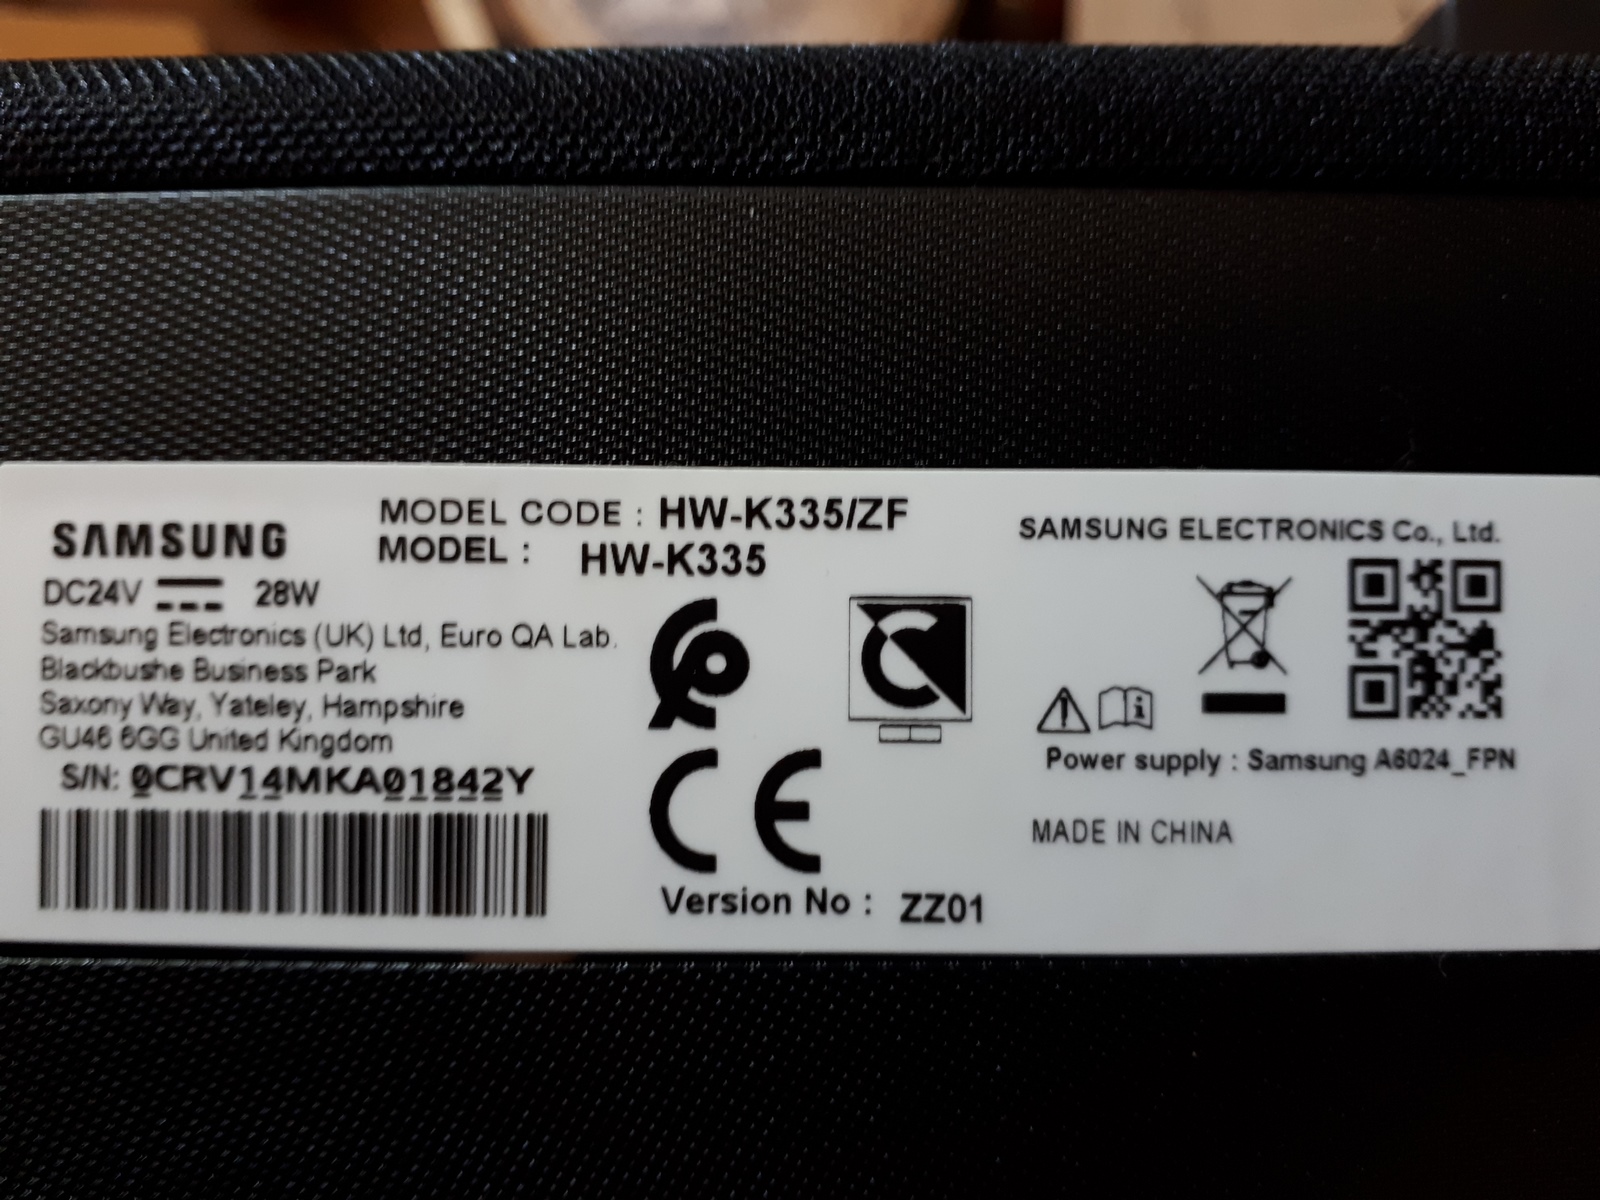 SAMSUNG
DC24V 28W
MODEL CODE : HW-K335/ZF
MODEL : HW-K335
Samsung Electronics (UK) Ltd, Euro QA Lab.
Blackbushe Business Park
Saxony Way, Yateley, Hampshire
GU46 6GG United Kingdom
S/N: 0CRV14MKA01842Y
CE
Version No : ZZ01
SAMSUNG ELECTRONICS Co., Ltd.
Power supply : Samsung A6024_FPN
MADE IN CHINA